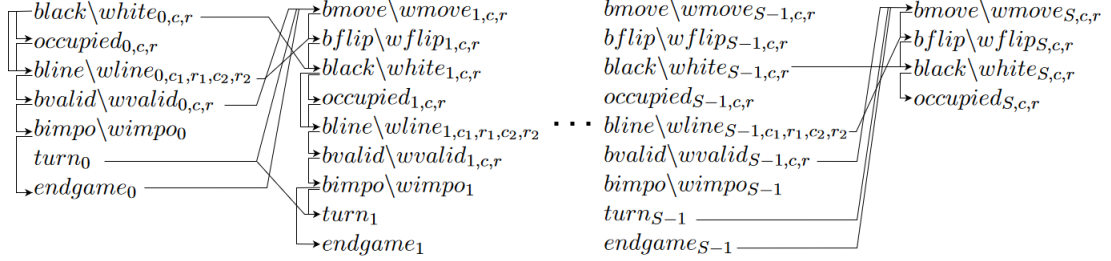 black\white_{0,c,r}
occupied_{0,c,r}
bline\wline_{0,c_1,r_1,c_2,r_2}
bvalid\wvalid_{0,c,r}
bimpo\wimpo_0
turn_0
endgame_0
bmove\wmove_{1,c,r}
bflip\wflip_{1,c,r}
black\white_{1,c,r}
occupied_{1,c,r}
bline\wline_{1,c_1,r_1,c_2,r_2}
bvalid\wvalid_{1,c,r}
bimpo\wimpo_1
turn_1
endgame_1
...
bmove\wmove_{S−1,c,r}
bflip\wflip_{S−1,c,r}
black\white_{S−1,c,r}
occupied_{S−1,c,r}
bline\wline_{S−1,c_1,r_1,c_2,r_2}
bvalid\wvalid_{S−1,c,r}
bimpo\wimpo_{S−1}
turn_{S−1}
endgame_{S−1}
bmove\wmove_{S,c,r}
bflip\wflip_{S,c,r}
black\white_{S,c,r}
occupied_{S,c,r}